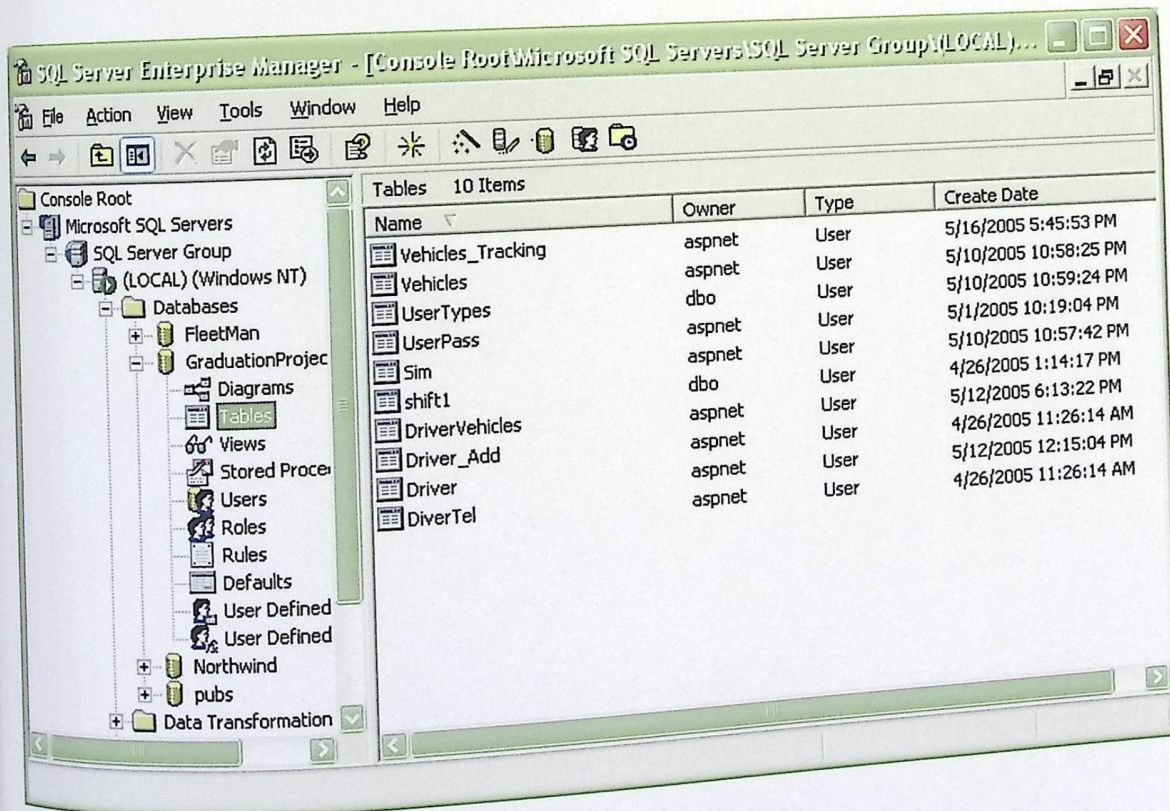 SQL Server Enterprise Manager - [Console Root\Microsoft SQL Servers\SQL Server Group\(LOCAL)...
File Action View Tools Window Help
Console Root
Microsoft SQL Servers
SQL Server Group
(LOCAL) (Windows NT)
Databases
FleetMan
GraduationProjec
Diagrams
Tables
Views
Stored Proce
Users
Roles
Rules
Defaults
User Defined
User Defined
Northwind
pubs
Data Transformation
Tables 10 Items
Name Owner Type Create Date
Vehicles_Tracking aspnet User 5/16/2005 5:45:53 PM
Vehicles aspnet User 5/10/2005 10:58:25 PM
UserTypes dbo User 5/10/2005 10:59:24 PM
UserPass aspnet User 5/1/2005 10:19:04 PM
Sim aspnet User 5/10/2005 10:57:42 PM
shift1 dbo User 4/26/2005 1:14:17 PM
DriverVehicles aspnet User 5/12/2005 6:13:22 PM
Driver_Add aspnet User 4/26/2005 11:26:14 AM
Driver aspnet User 5/12/2005 12:15:04 PM
DiverTel aspnet User 4/26/2005 11:26:14 AM